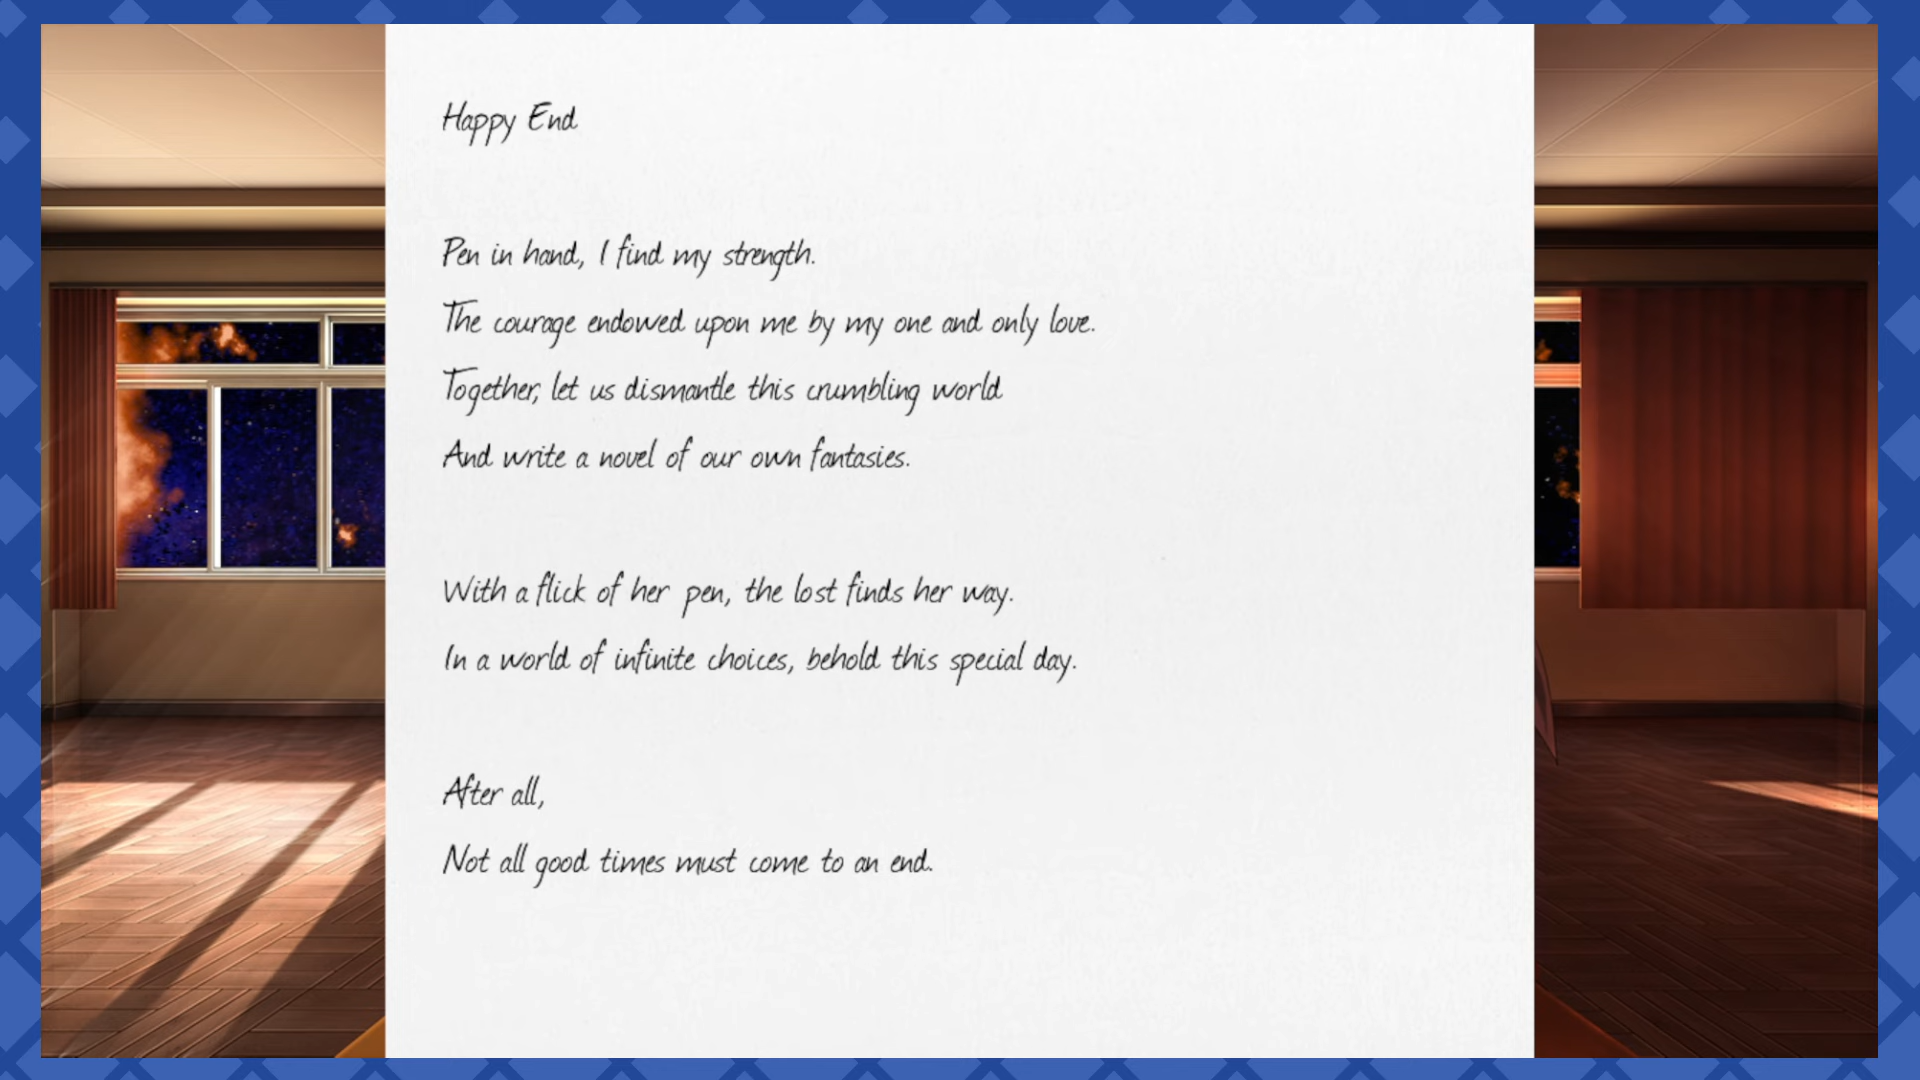 Happy End
Pen in hand, I find my strength.
The courage endowed upon me by my one and only love.
Together, let us dismantle this crumbling world
And write a novel of our own fantasies.
With a flick of her pen, the lost finds her way.
In a world of infinite choices, behold this special day.
After all,
Not all good times must come to an end.